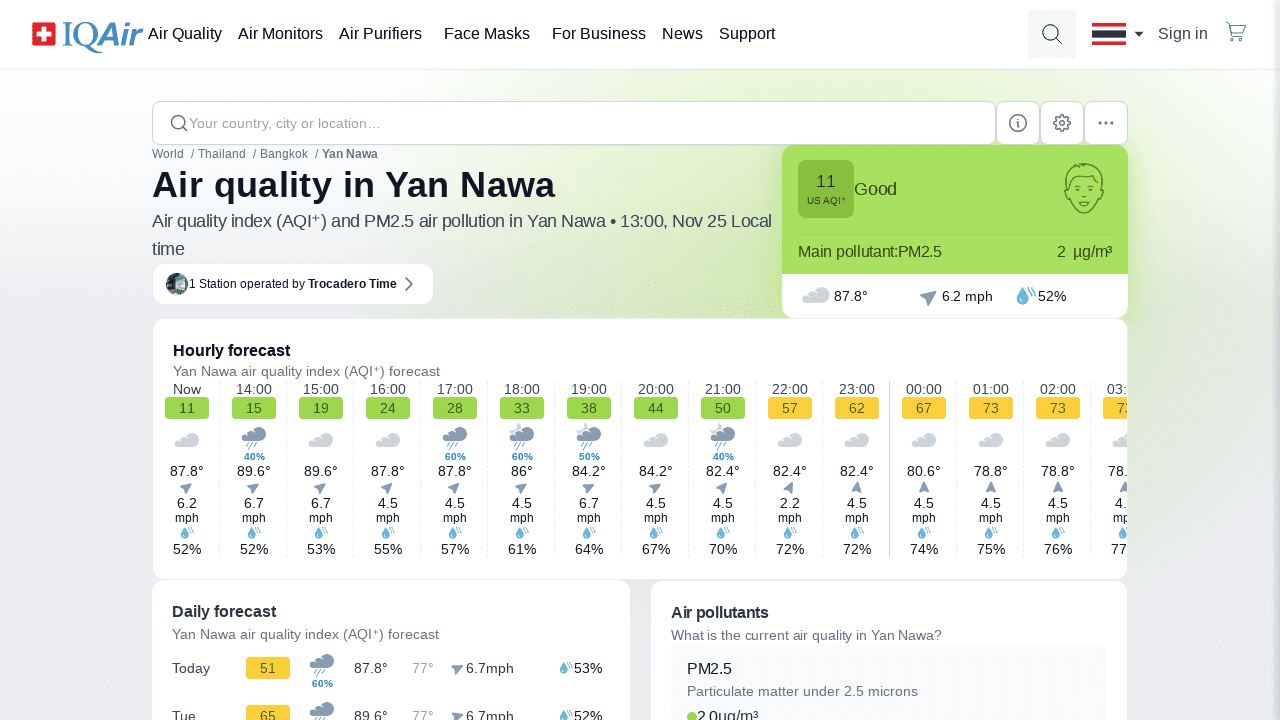 IQAir Air Quality Air Monitors Air Purifiers Face Masks For Business News Support Sign in
Your country, city or location…
World / Thailand / Bangkok / Yan Nawa
Air quality in Yan Nawa
Air quality index (AQI⁺) and PM2.5 air pollution in Yan Nawa • 13:00, Nov 25 Local
time
1 Station operated by Trocadero Time
11
US AQI⁺
Good
Main pollutant:PM2.5 2 µg/m³
87.8° 6.2 mph 52%
Hourly forecast
Yan Nawa air quality index (AQI⁺) forecast
Now 14:00 15:00 16:00 17:00 18:00 19:00 20:00 21:00 22:00 23:00 00:00 01:00 02:00
11 15 19 24 28 33 38 44 50 57 62 67 73 73
40% 60% 60% 50% 40%
87.8° 89.6° 89.6° 87.8° 87.8° 86° 84.2° 84.2° 82.4° 82.4° 82.4° 80.6° 78.8° 78.8°
6.2 6.7 6.7 4.5 4.5 4.5 6.7 4.5 4.5 2.2 4.5 4.5 4.5 4.5
mph mph mph mph mph mph mph mph mph mph mph mph mph mph
52% 52% 53% 55% 57% 61% 64% 67% 70% 72% 72% 74% 75% 76%
Daily forecast
Yan Nawa air quality index (AQI⁺) forecast
Today 51 87.8° 77° 6.7mph 53%
60%
Tue 65 89.6° 77° 6.7mph 52%
Air pollutants
What is the current air quality in Yan Nawa?
PM2.5
Particulate matter under 2.5 microns
2.0µg/m³